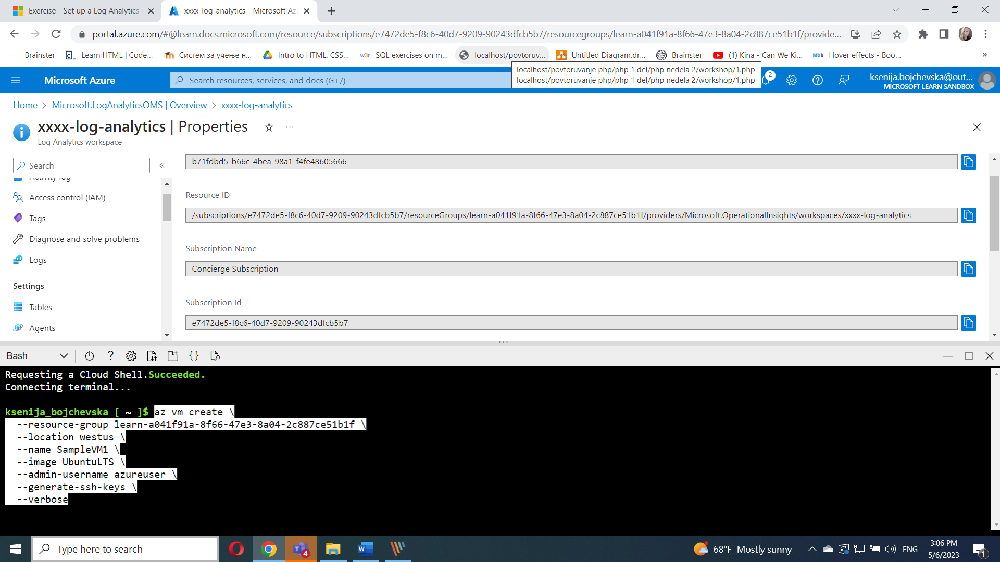 Exercise - Set up a Log Analytics
xxxx-log-analytics - Microsoft Az
portal.azure.com/#@learn.docs.microsoft.com/resource/subscriptions/e7472de5-f8c6-40d7-9209-90243dfcb5b7/resourcegroups/learn-a041f91a-8f66-47e3-8a04-2c887ce51b1f/provide...
Brainster
Learn HTML | Code...
Систем за учење н...
Intro to HTML, CSS...
SQL exercises on m...
localhost/povtoruv...
Untitled Diagram.dr...
Brainster
(1) Kina - Can We Ki...
Hover effects - Boo...
»
localhost/povtoruvanje php/php 1 del/php nedela 2/workshop/1.php
localhost/povtoruvanje php/php 1 del/php nedela 2/workshop/1.php
Microsoft Azure
Search resources, services, and docs (G+/)
2
ksenija.bojchevska@out...
MICROSOFT LEARN SANDBOX
Home > Microsoft.LogAnalyticsOMS | Overview > xxxx-log-analytics
xxxx-log-analytics | Properties
Log Analytics workspace
Search
«
Activity log
Access control (IAM)
Tags
Diagnose and solve problems
Logs
Settings
Tables
Agents
b71fdbd5-b66c-4bea-98a1-f4fe48605666
Resource ID
/subscriptions/e7472de5-f8c6-40d7-9209-90243dfcb5b7/resourceGroups/learn-a041f91a-8f66-47e3-8a04-2c887ce51b1f/providers/Microsoft.OperationalInsights/workspaces/xxxx-log-analytics
Subscription Name
Concierge Subscription
Subscription Id
e7472de5-f8c6-40d7-9209-90243dfcb5b7
Bash
Requesting a Cloud Shell.Succeeded.
Connecting terminal...
ksenija_bojchevska [ ~ ]$ az vm create \
--resource-group learn-a041f91a-8f66-47e3-8a04-2c887ce51b1f \
--location westus \
--name SampleVM1 \
--image UbuntuLTS \
--admin-username azureuser \
--generate-ssh-keys \
--verbose
Type here to search
4
68°F Mostly sunny
ENG
3:06 PM
5/6/2023
1